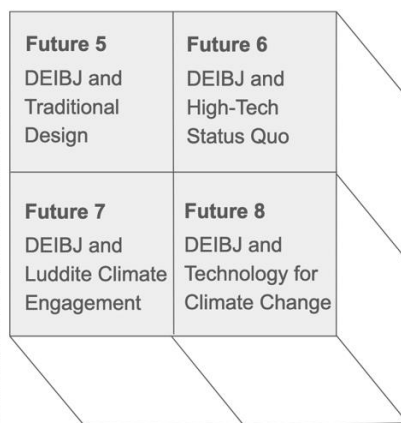 Future 5
DEIBJ and
Traditional
Design
Future 6
DEIBJ and
High-Tech
Status Quo
Future 7
DEIBJ and
Luddite Climate
Engagement
Future 8
DEIBJ and
Technology for
Climate Change